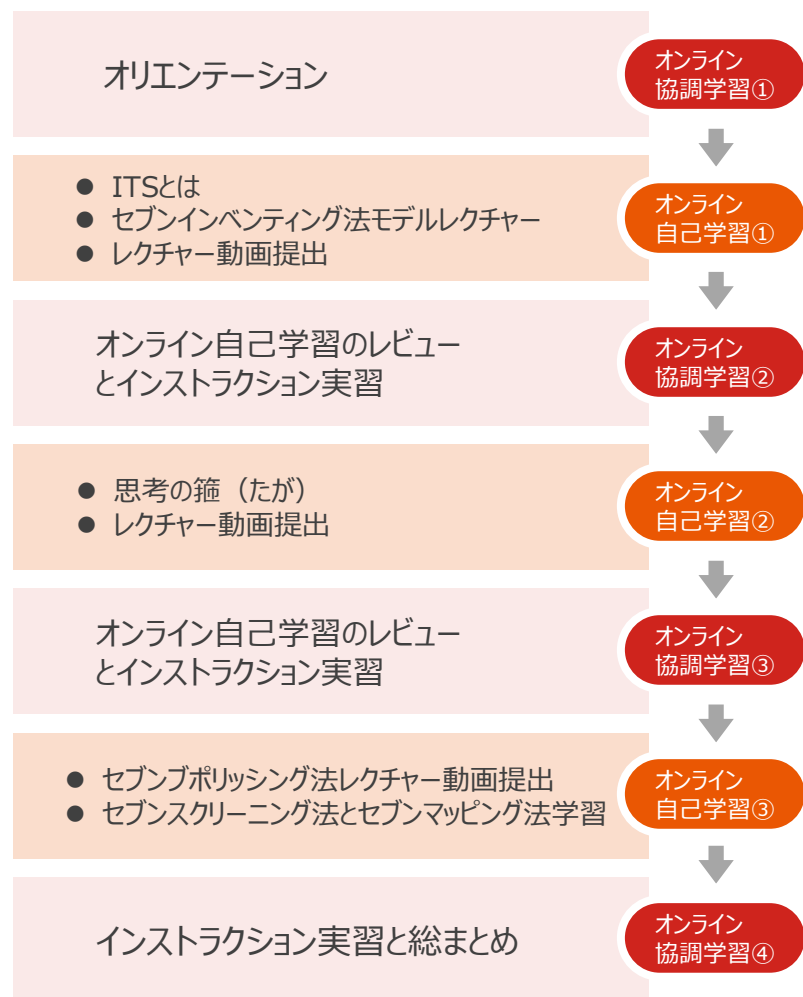 オリエンテーション
オンライン
協調学習①
● ITSとは
● セブンインベンティング法モデルレクチャー
● レクチャー動画提出
オンライン
自己学習①
オンライン自己学習のレビュー
とインストラクション実習
オンライン
協調学習②
● 思考の箍（たが）
● レクチャー動画提出
オンライン
自己学習②
オンライン自己学習のレビュー
とインストラクション実習
オンライン
協調学習③
● セブンブポリッシング法レクチャー動画提出
● セブンスクリーニング法とセブンマッピング法学習
オンライン
自己学習③
インストラクション実習と総まとめ
オンライン
協調学習④